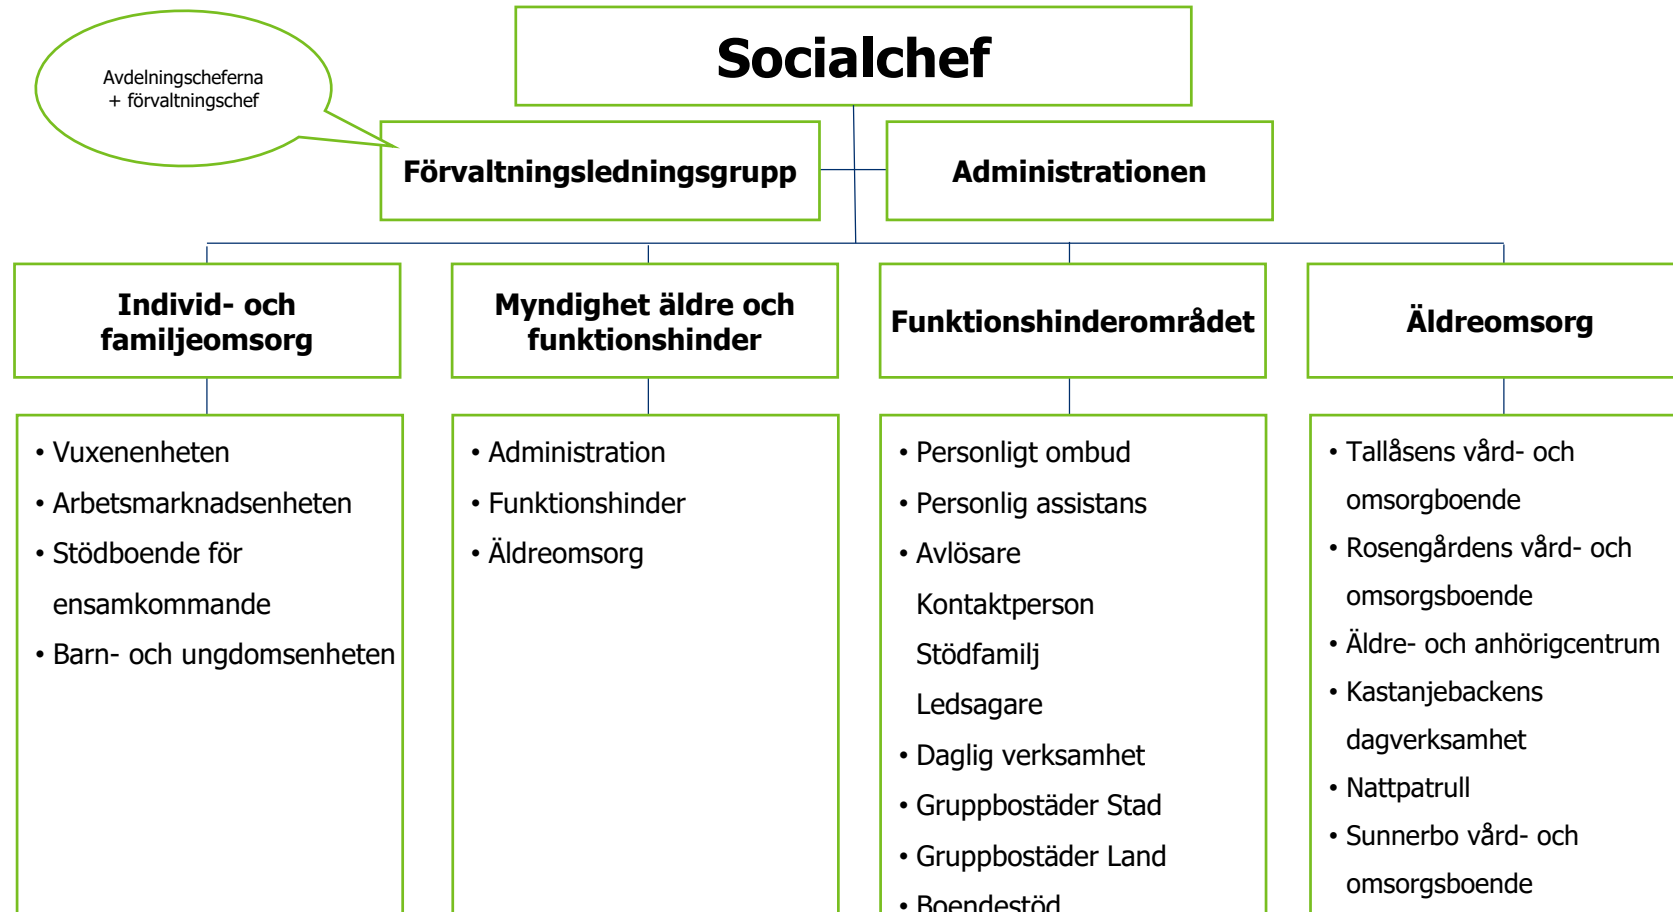 Socialchef
Avdelningscheferna
+ förvaltningschef
Förvaltningsledningsgrupp
Administrationen
Individ- och
familjeomsorg
Myndighet äldre och
funktionshinder
Funktionshinderområdet
Äldreomsorg
• Vuxenenheten
• Arbetsmarknadsenheten
• Stödboende för
ensamkommande
• Barn- och ungdomsenheten
• Administration
• Funktionshinder
• Äldreomsorg
• Personligt ombud
• Personlig assistans
• Avlösare
Kontaktperson
Stödfamilj
Ledsagare
• Daglig verksamhet
• Gruppbostäder Stad
• Gruppbostäder Land
• Boendestöd
• Tallåsens vård- och
omsorgboende
• Rosengårdens vård- och
omsorgsboende
• Äldre- och anhörigcentrum
• Kastanjebackens
dagverksamhet
• Nattpatrull
• Sunnerbo vård- och
omsorgsboende